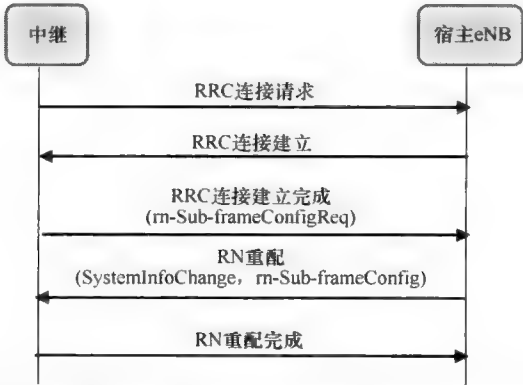 中继
宿主eNB
RRC连接请求
RRC连接建立
RRC连接建立完成
(rn-Sub-frameConfigReq)
RN重配
(SystemInfoChange，rn-Sub-frameConfig)
RN重配完成